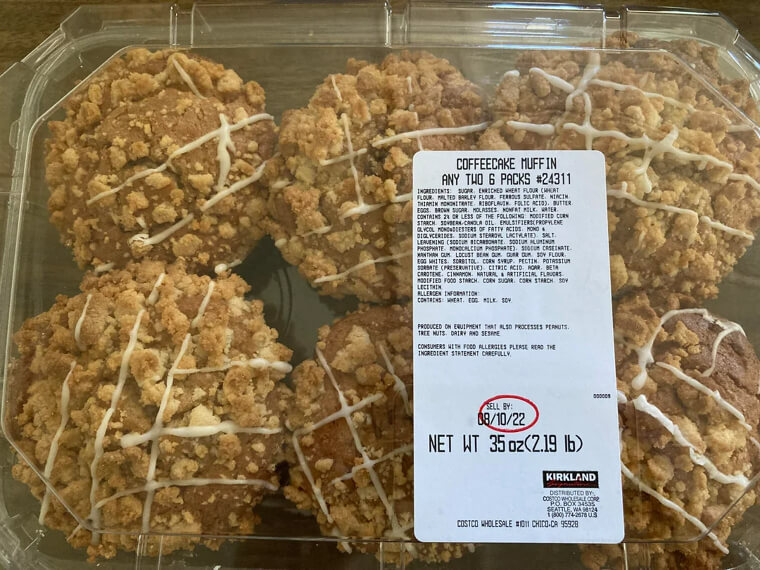 COFFEECAKE MUFFIN
ANY TWO 6 PACKS #24311
INGREDIENTS: SUGAR, ENRICHED WHEAT FLOUR (WHEAT
FLOUR, MALTED BARLEY FLOUR, FERROUS SULFATE, NIACIN,
THIAMIN MONONITRATE, RIBOFLAVIN, FOLIC ACID), BUTTER,
EGGS, BROWN SUGAR, MOLASSES, NONFAT MILK, WATER,
CONTAINS 2% OR LESS OF THE FOLLOWING: MODIFIED CORN
STARCH, SOYBEAN-CANOLA OIL, EMULSIFIERS(PROPYLENE
GLYCOL MONO&DIESTERS OF FATTY ACIDS, MONO &
DIGLYCERIDES, SODIUM STEAROYL LACTYLATE), SALT,
LEAVENING (SODIUM BICARBONATE, SODIUM ALUMINUM
PHOSPHATE, MONOCALCIUM PHOSPHATE), SODIUM CASEINATE,
XANTHAN GUM, LOCUST BEAN GUM, GUAR GUM, SOY FLOUR,
EGG WHITES, SORBITOL, CORN SYRUP, PECTIN, POTASSIUM
SORBATE (PRESERVATIVE), CITRIC ACID, AGAR, BETA
CAROTENE, CINNAMON, NATURAL & ARTIFICIAL FLAVORS,
MODIFIED FOOD STARCH, CORN SUGAR, CORN STARCH, SOY
LECITHIN
ALLERGEN INFORMATION:
CONTAINS: WHEAT, EGG, MILK, SOY
PRODUCED ON EQUIPMENT THAT ALSO PROCESSES PEANUTS,
TREE NUTS, DAIRY AND SESAME
CONSUMERS WITH FOOD ALLERGIES PLEASE READ THE
INGREDIENT STATEMENT CAREFULLY.
SELL BY:
09/10/22
NET WT 35 oz(2.19 lb)
KIRKLAND
Signature
DISTRIBUTED BY:
COSTCO WHOLESALE CORP.
P.O. BOX 34535
SEATTLE, WA 98124
1 (800) 774-2678 U.S
COSTCO WHOLESALE #1011 CHICO,CA 95928